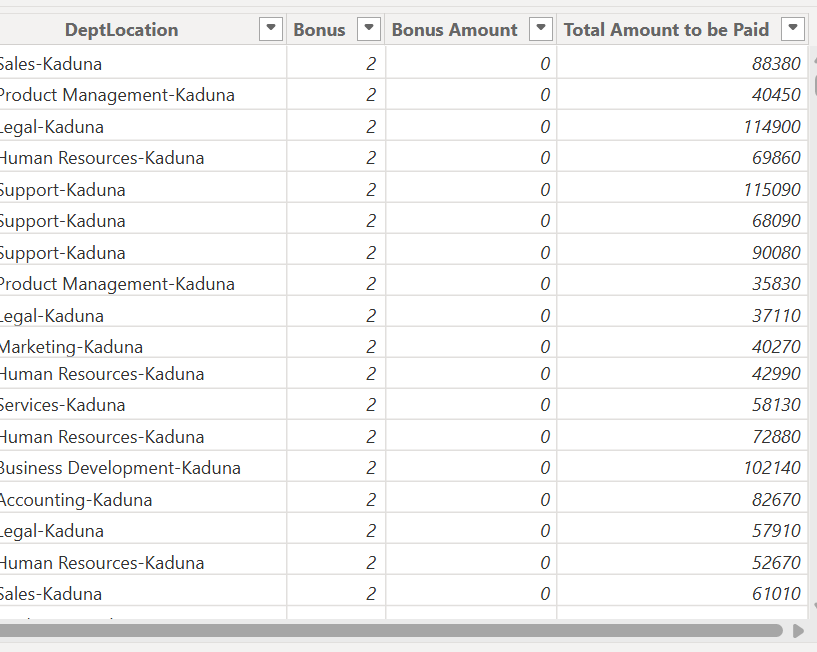 DeptLocation Bonus Bonus Amount Total Amount to be Paid
Sales-Kaduna 2 0 88380
Product Management-Kaduna 2 0 40450
Legal-Kaduna 2 0 114900
Human Resources-Kaduna 2 0 69860
Support-Kaduna 2 0 115090
Support-Kaduna 2 0 68090
Support-Kaduna 2 0 90080
Product Management-Kaduna 2 0 35830
Legal-Kaduna 2 0 37110
Marketing-Kaduna 2 0 40270
Human Resources-Kaduna 2 0 42990
Services-Kaduna 2 0 58130
Human Resources-Kaduna 2 0 72880
Business Development-Kaduna 2 0 102140
Accounting-Kaduna 2 0 82670
Legal-Kaduna 2 0 57910
Human Resources-Kaduna 2 0 52670
Sales-Kaduna 2 0 61010